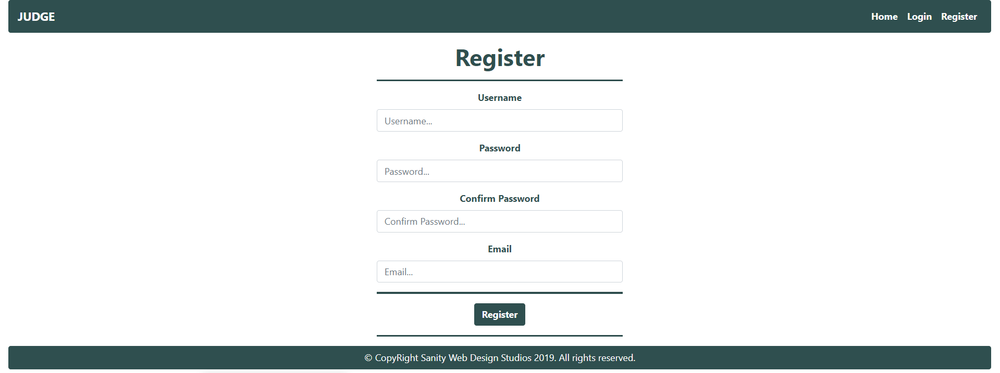 JUDGE
Home Login Register
Register
Username
Username...
Password
Password...
Confirm Password
Confirm Password...
Email
Email...
Register
© CopyRight Sanity Web Design Studios 2019. All rights reserved.